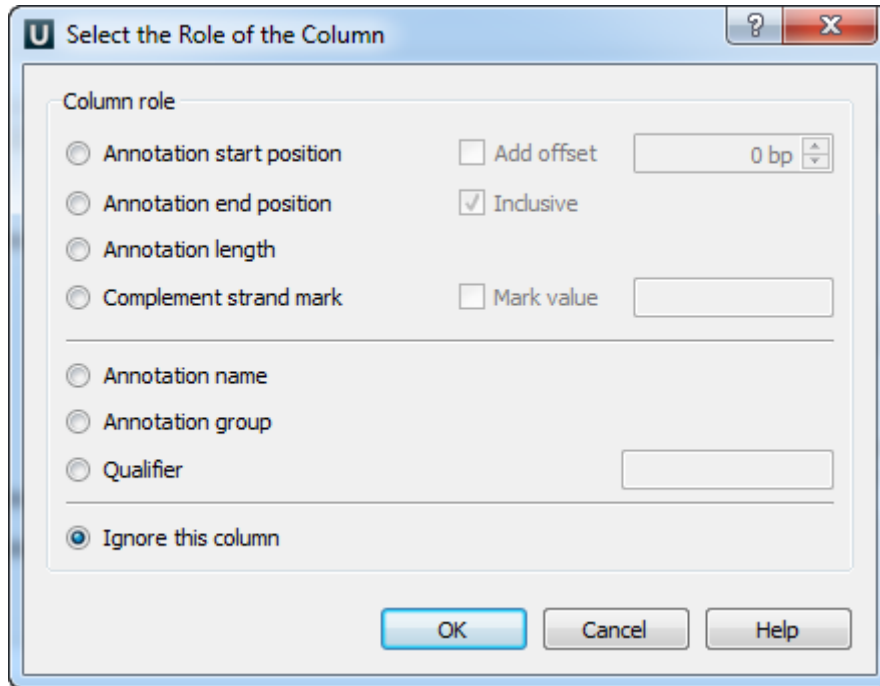 U Select the Role of the Column ? X
Column role
Annotation start position Add offset 0 bp
Annotation end position Inclusive
Annotation length
Complement strand mark Mark value
Annotation name
Annotation group
Qualifier
Ignore this column
OK Cancel Help